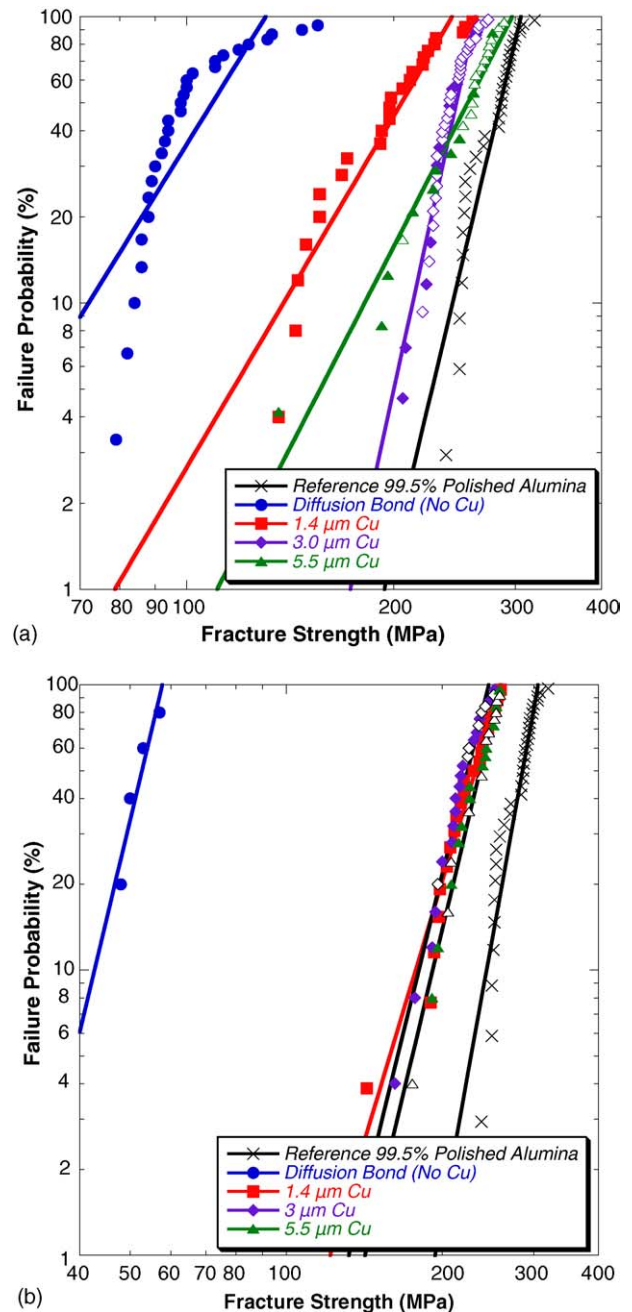 100
80
60
40
20
10
8
6
4
2
1
Failure Probability (%)
Reference 99.5% Polished Alumina
Diffusion Bond (No Cu)
1.4 µm Cu
3.0 µm Cu
5.5 µm Cu
70 80 90 100 200 300 400
(a)
Fracture Strength (MPa)
100
80
60
40
20
10
8
6
4
2
1
Failure Probability (%)
Reference 99.5% Polished Alumina
Diffusion Bond (No Cu)
1.4 µm Cu
3 µm Cu
5.5 µm Cu
40 50 60 70 80 100 200 300 400
(b)
Fracture Strength (MPa)